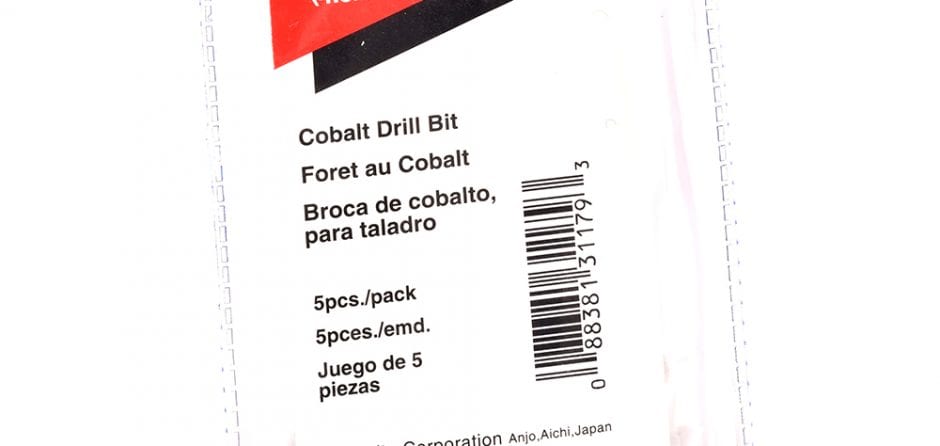 Cobalt Drill Bit
Foret au Cobalt
Broca de cobalto,
para taladro
5pcs./pack
5pces./emd.
Juego de 5
piezas
0 88381 31179 3
Corporation Anjo,Aichi,Japan